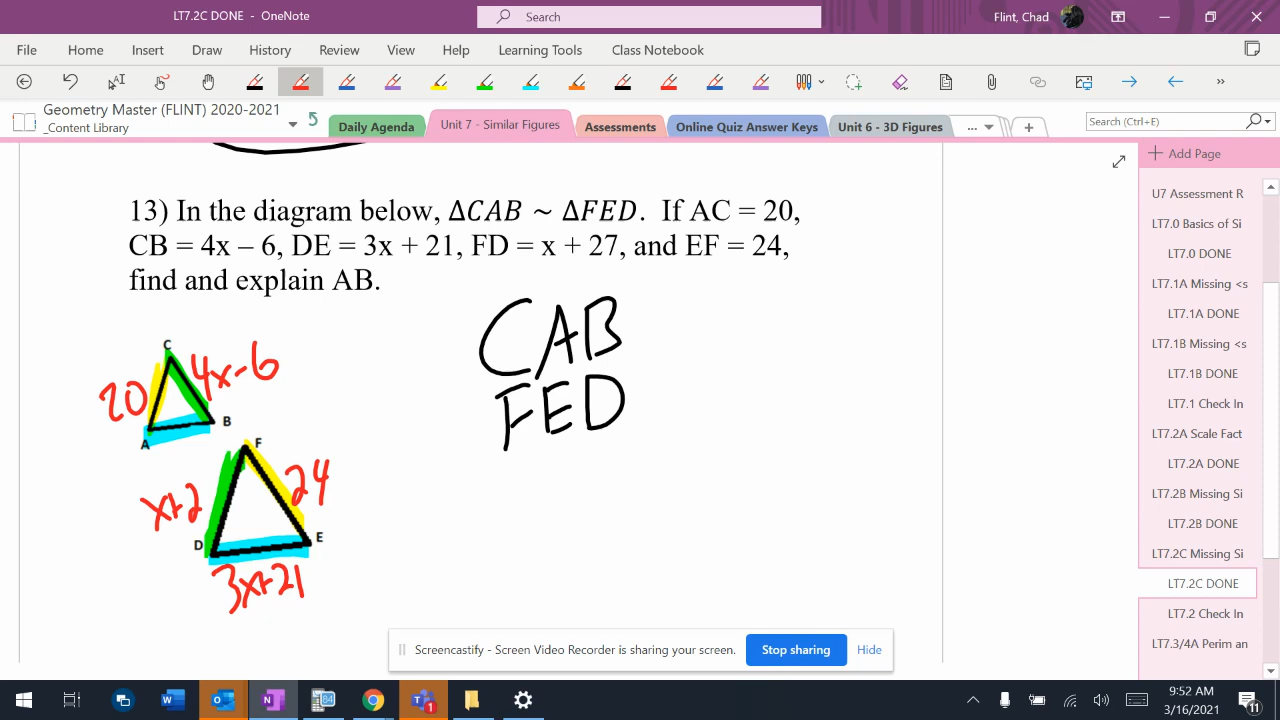 LT7.2C DONE - OneNote
Search
Flint, Chad
File Home Insert Draw History Review View Help Learning Tools Class Notebook
Geometry Master (FLINT) 2020-2021
_Content Library
Daily Agenda Unit 7 - Similar Figures Assessments Online Quiz Answer Keys Unit 6 - 3D Figures ... +
Search (Ctrl+E)
Add Page
U7 Assessment R
LT7.0 Basics of Si
LT7.0 DONE
LT7.1A Missing <s
LT7.1A DONE
LT7.1B Missing <s
LT7.1B DONE
LT7.1 Check In
LT7.2A Scale Fact
LT7.2A DONE
LT7.2B Missing Si
LT7.2B DONE
LT7.2C Missing Si
LT7.2C DONE
LT7.2 Check In
LT7.3/4A Perim an
13) In the diagram below, ΔCAB ~ ΔFED. If AC = 20,
CB = 4x – 6, DE = 3x + 21, FD = x + 27, and EF = 24,
find and explain AB.
CAB
FED
C
20
4x-6
A
B
F
x+2
24
D
E
3x+21
Screencastify - Screen Video Recorder is sharing your screen. Stop sharing Hide
84
1
9:52 AM
3/16/2021
11